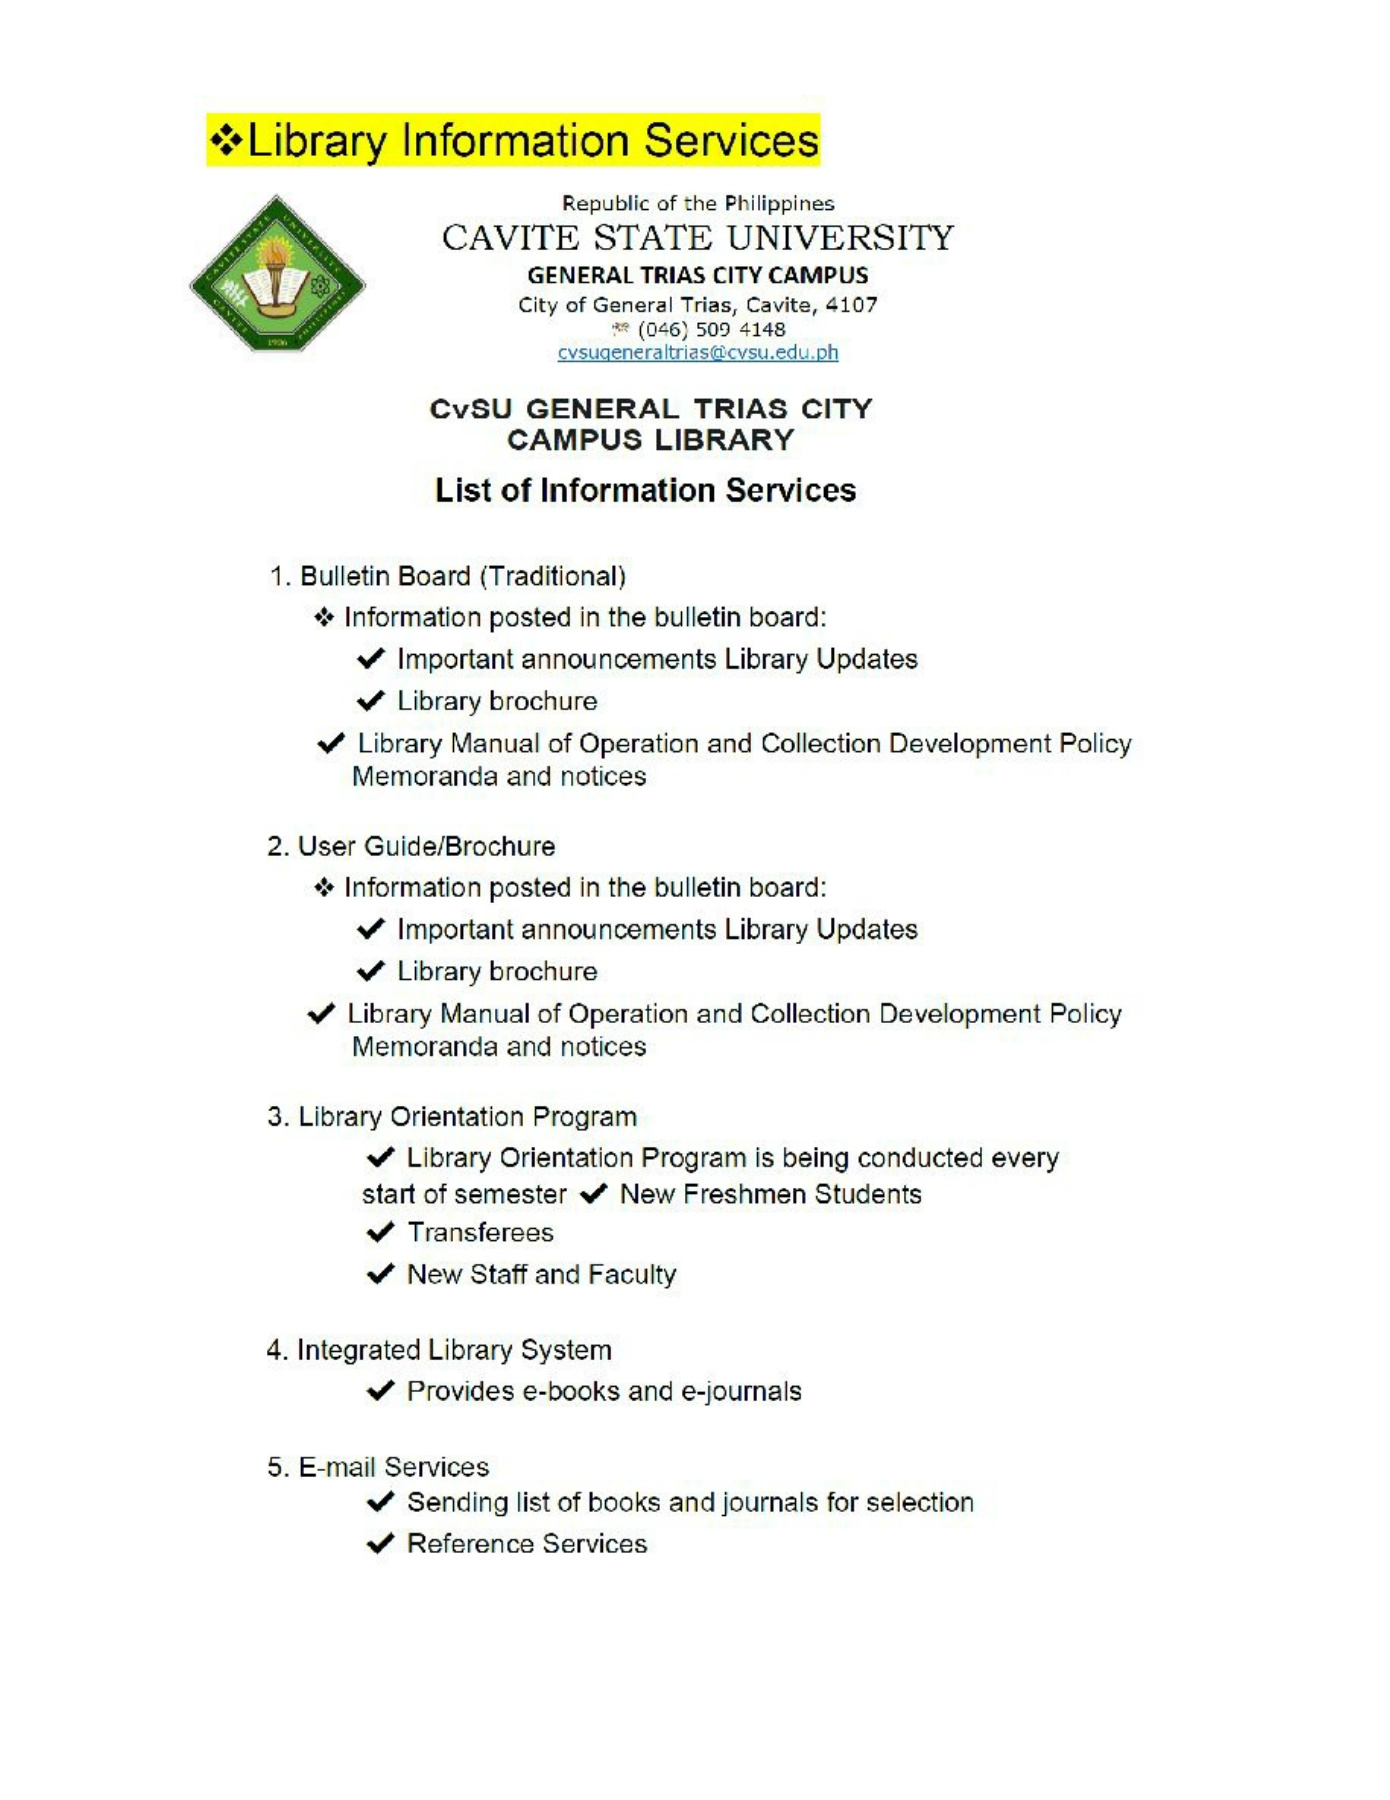 ❖Library Information Services
Republic of the Philippines
CAVITE STATE UNIVERSITY
GENERAL TRIAS CITY CAMPUS
City of General Trias, Cavite, 4107
(046) 509 4148
cvsugeneraltrias@cvsu.edu.ph
CAVITE STATE UNIVERSITY
CAVITE
PHILIPPINES
1906
CvSU GENERAL TRIAS CITY
CAMPUS LIBRARY
List of Information Services
1. Bulletin Board (Traditional)
❖ Information posted in the bulletin board:
✔ Important announcements Library Updates
✔ Library brochure
✔ Library Manual of Operation and Collection Development Policy
Memoranda and notices
2. User Guide/Brochure
❖ Information posted in the bulletin board:
✔ Important announcements Library Updates
✔ Library brochure
✔ Library Manual of Operation and Collection Development Policy
Memoranda and notices
3. Library Orientation Program
✔ Library Orientation Program is being conducted every
start of semester ✔ New Freshmen Students
✔ Transferees
✔ New Staff and Faculty
4. Integrated Library System
✔ Provides e-books and e-journals
5. E-mail Services
✔ Sending list of books and journals for selection
✔ Reference Services